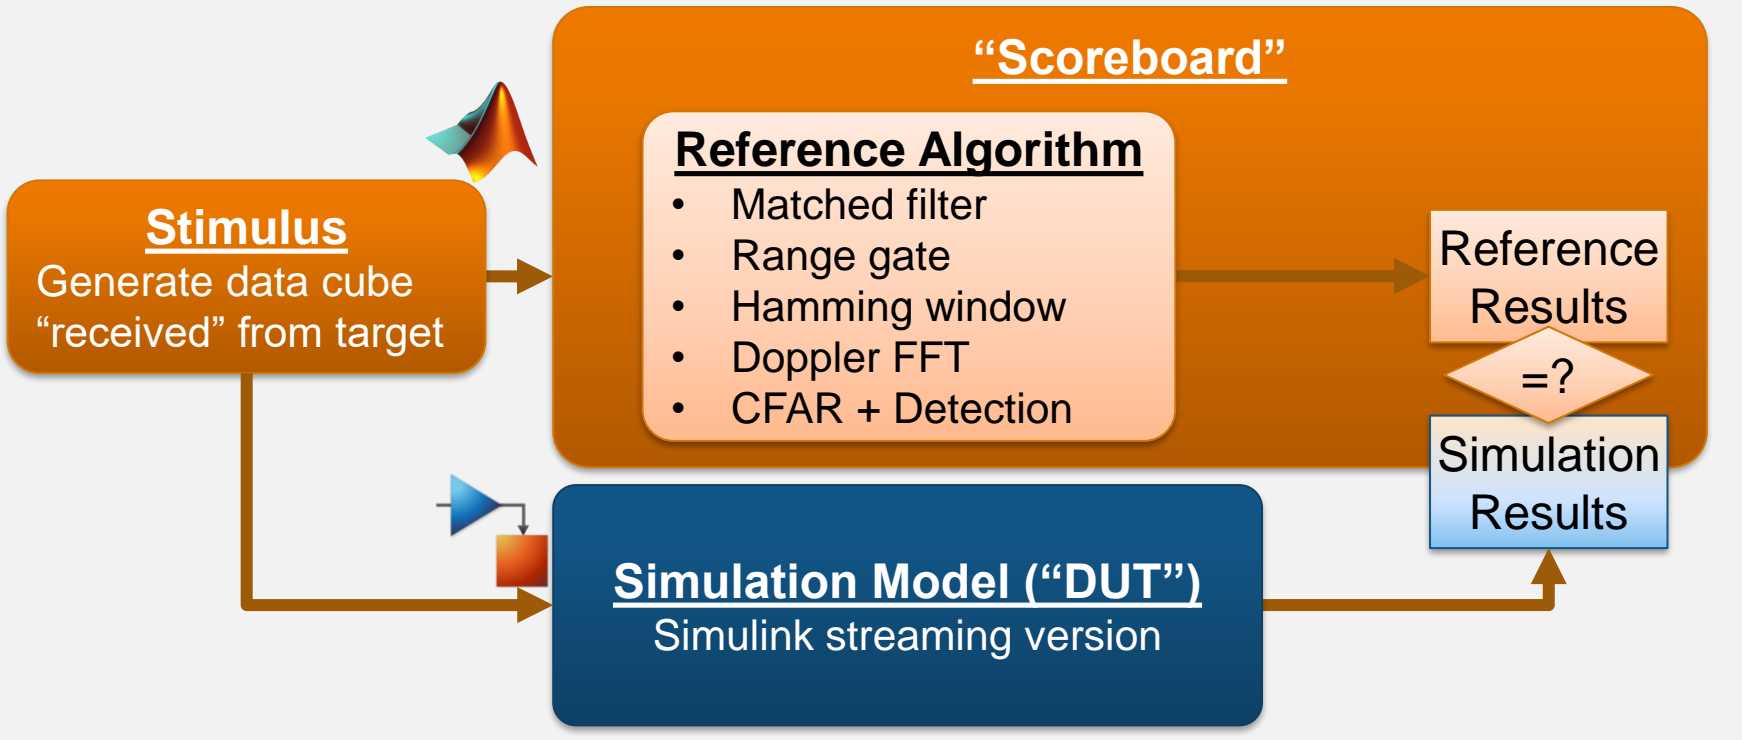 “Scoreboard”
Reference Algorithm
• Matched filter
• Range gate
• Hamming window
• Doppler FFT
• CFAR + Detection
Stimulus
Generate data cube
“received” from target
Reference
Results
=?
Simulation
Results
Simulation Model (“DUT”)
Simulink streaming version